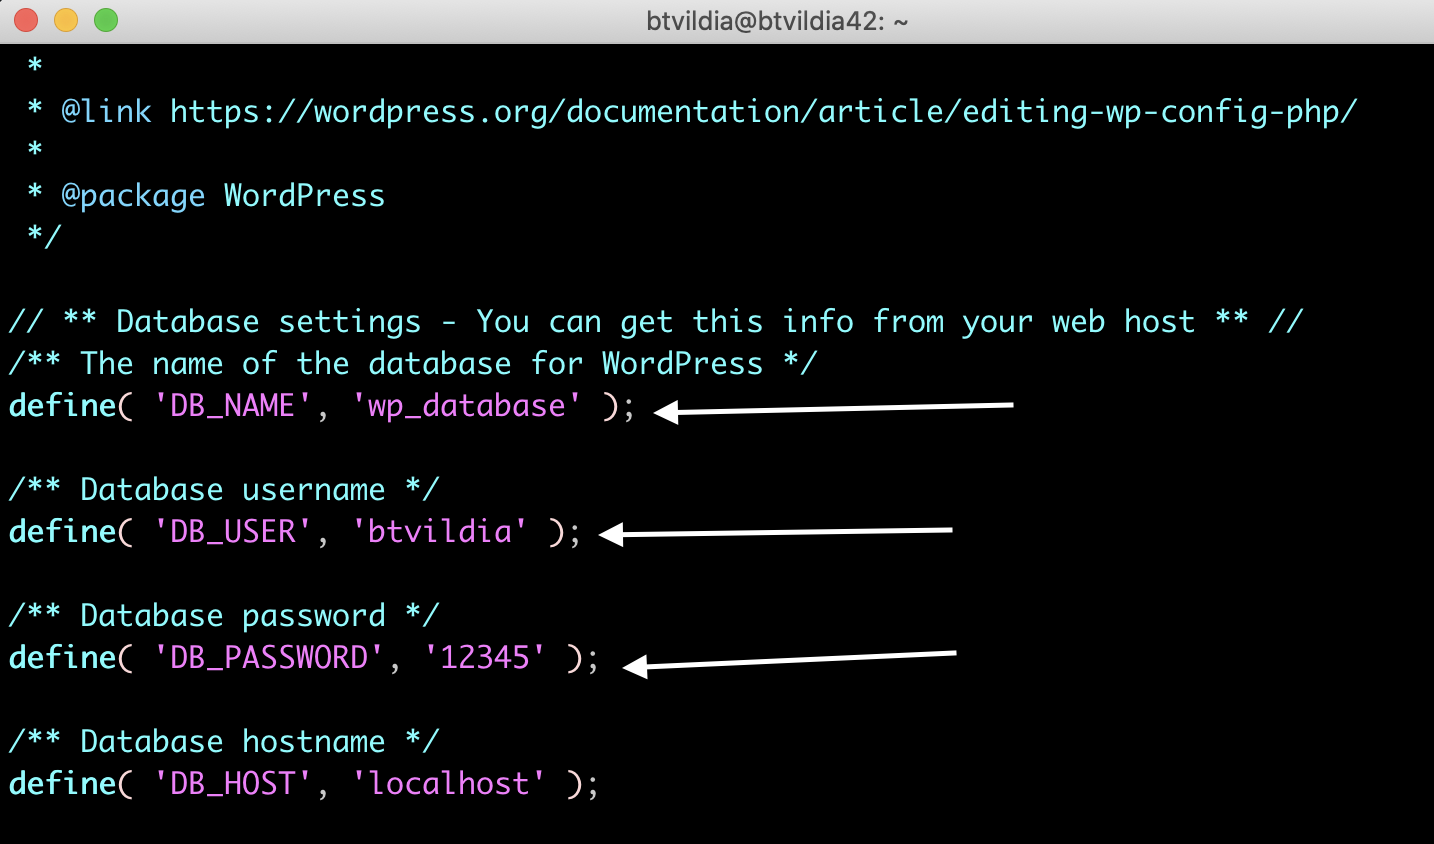 btvildia@btvildia42: ~
*
* @link https://wordpress.org/documentation/article/editing-wp-config-php/
*
* @package WordPress
*/
// ** Database settings - You can get this info from your web host ** //
/** The name of the database for WordPress */
define( 'DB_NAME', 'wp_database' );
/** Database username */
define( 'DB_USER', 'btvildia' );
/** Database password */
define( 'DB_PASSWORD', '12345' );
/** Database hostname */
define( 'DB_HOST', 'localhost' );